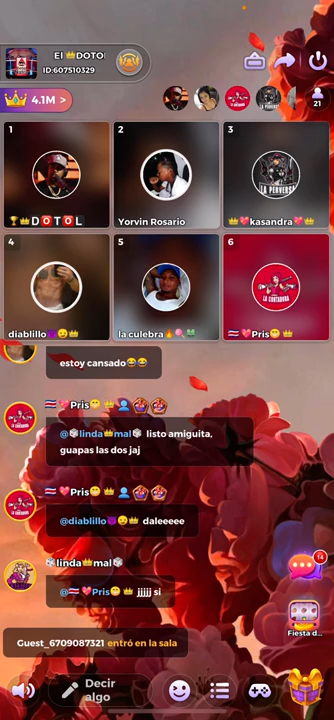 El 👑DOTO
ID:607510329
4.1M >
21
1
2
3
🏆👑🅳🅾🆃🅾🅻
Yorvin Rosario
👑💖kasandra💖👑
LA PERVERSA
4
5
6
diablillo😈😉👑
la culebra🔥🍭🐸
🇨🇷💖Pris😁👑
LA CONTADORA
estoy cansado😂😂
🇨🇷💖Pris😁👑👤
@🎲linda👑mal🎲 listo amiguita,
guapas las dos jaj
🇨🇷💖Pris😁👑👤
@diablillo😈😉👑 daleeeee
🎲linda👑mal🎲
@🇨🇷💖Pris😁👑 jjjjj si
14
Fiesta d...
Guest_6709087321 entró en la sala
Decir
algo